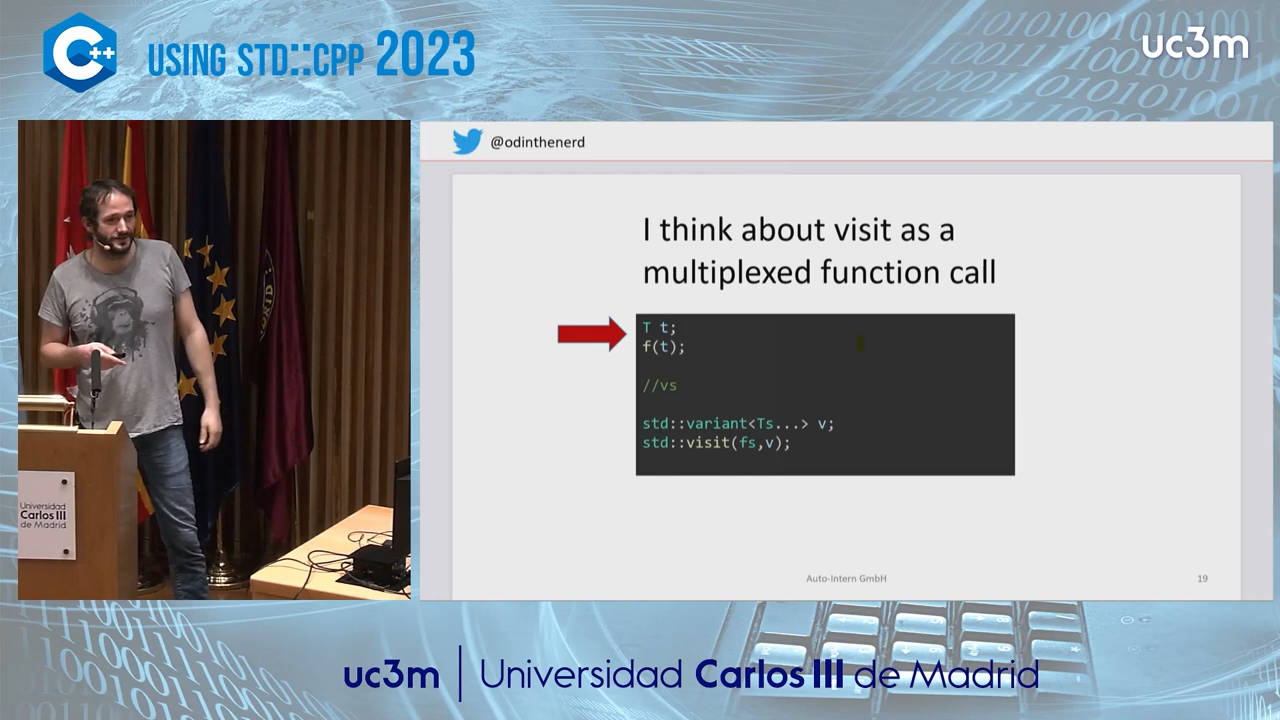 C++
USING STD::CPP 2023
uc3m
@odinthenerd
I think about visit as a
multiplexed function call
T t;
f(t);
//vs
std::variant<Ts...> v;
std::visit(fs,v);
Auto-Intern GmbH
19
Universidad
Carlos III
de Madrid
uc3m | Universidad Carlos III de Madrid